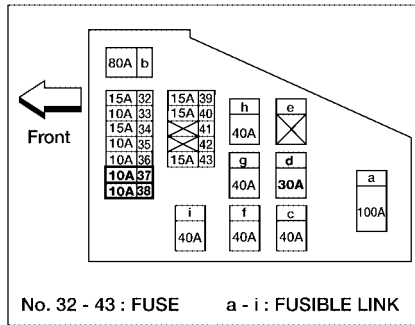 80A b
15A 32
10A 33
15A 34
10A 35
10A 36
10A 37
10A 38
15A 39
15A 40
41
42
15A 43
h
40A
e
g
40A
d
30A
a
100A
i
40A
f
40A
c
40A
Front
No. 32 - 43 : FUSE a - i : FUSIBLE LINK